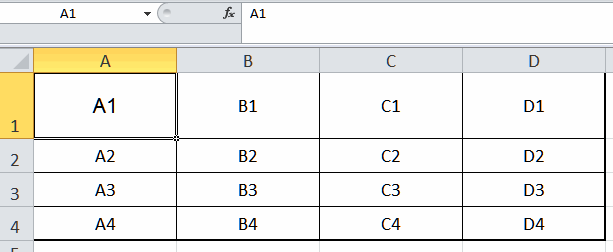 A1 fx A1
A B C D
1 A1 B1 C1 D1
2 A2 B2 C2 D2
3 A3 B3 C3 D3
4 A4 B4 C4 D4